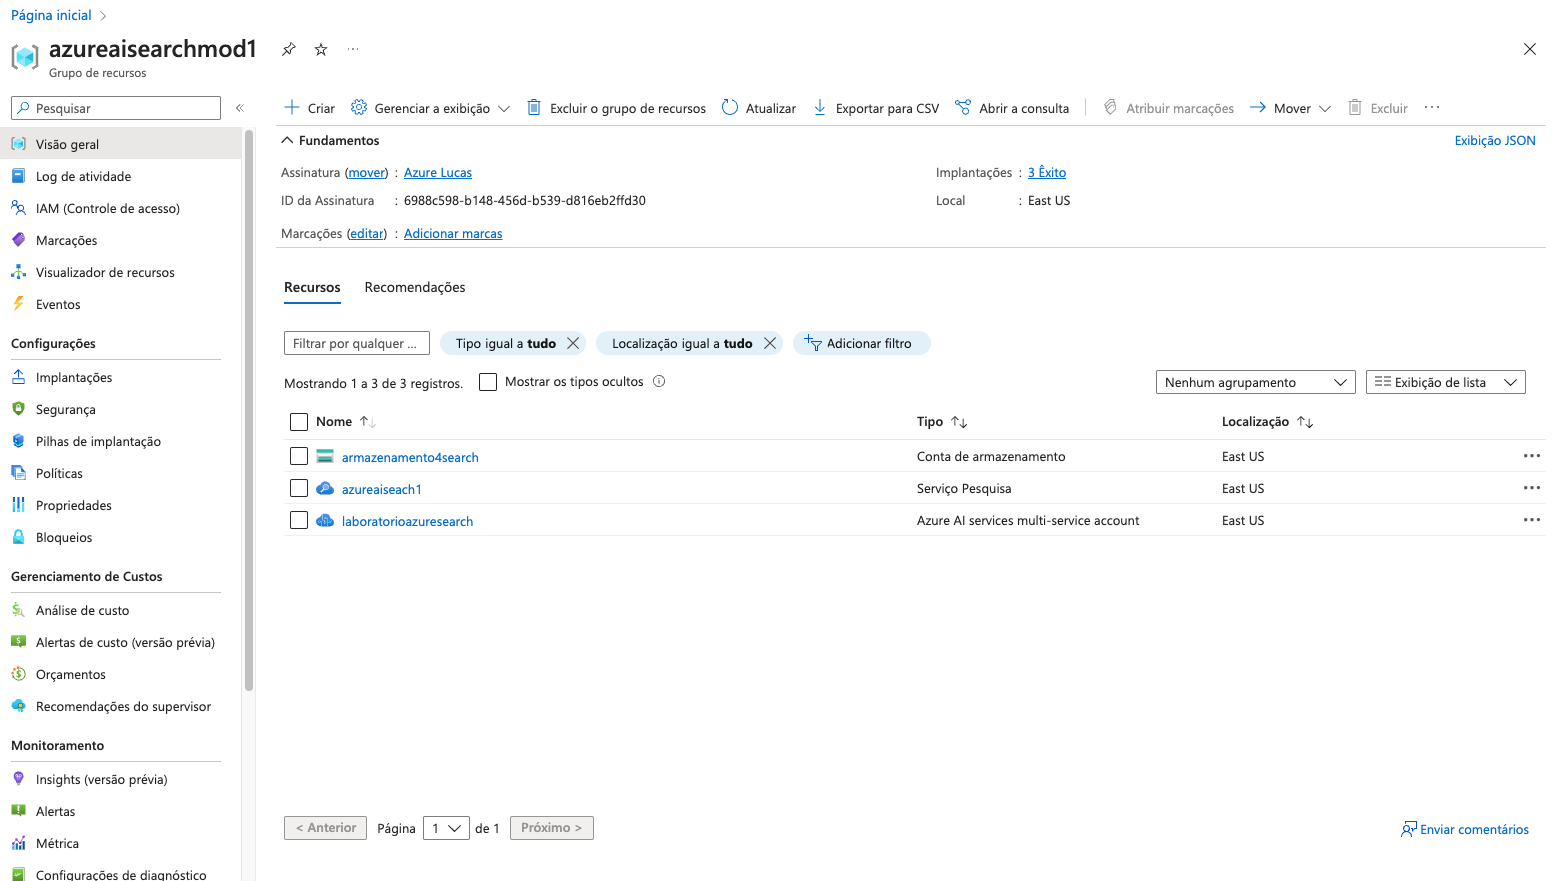 Página inicial
azureaisearchmod1
Grupo de recursos
Pesquisar
Visão geral
Log de atividade
IAM (Controle de acesso)
Marcações
Visualizador de recursos
Eventos
Configurações
Implantações
Segurança
Pilhas de implantação
Políticas
Propriedades
Bloqueios
Gerenciamento de Custos
Análise de custo
Alertas de custo (versão prévia)
Orçamentos
Recomendações do supervisor
Monitoramento
Insights (versão prévia)
Alertas
Métrica
Configurações de diagnóstico
Criar Gerenciar a exibição Excluir o grupo de recursos Atualizar Exportar para CSV Abrir a consulta Atribuir marcações Mover Excluir ...
Fundamentos Exibição JSON
Assinatura (mover) : Azure Lucas Implantações : 3 Êxito
ID da Assinatura : 6988c598-b148-456d-b539-d816eb2ffd30 Local : East US
Marcações (editar) : Adicionar marcas
Recursos Recomendações
Filtrar por qualquer ... Tipo igual a tudo Localização igual a tudo Adicionar filtro
Mostrando 1 a 3 de 3 registros. Mostrar os tipos ocultos Nenhum agrupamento Exibição de lista
Nome Tipo Localização
armazenamento4search Conta de armazenamento East US
azureaiseach1 Serviço Pesquisa East US
laboratorioazuresearch Azure AI services multi-service account East US
< Anterior Página 1 de 1 Próximo > Enviar comentários